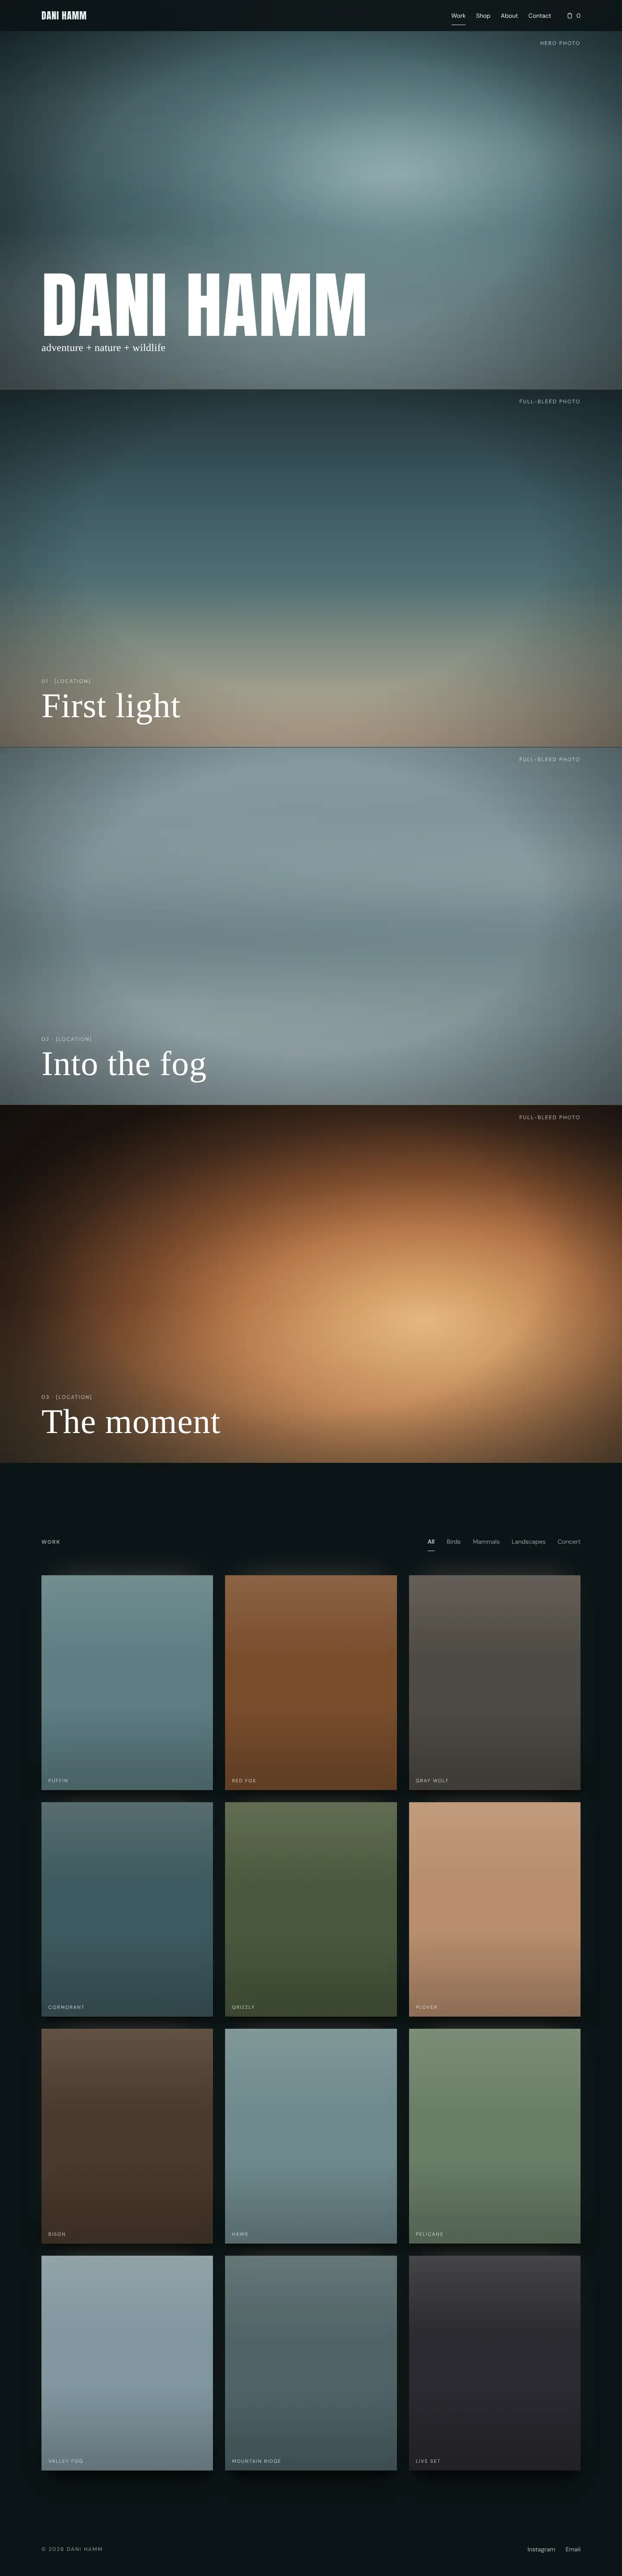 DANI HAMM
Work Shop About Contact 0
HERO PHOTO
DANI HAMM
adventure + nature + wildlife
FULL-BLEED PHOTO
01 · [LOCATION]
First light
FULL-BLEED PHOTO
02 · [LOCATION]
Into the fog
FULL-BLEED PHOTO
03 · [LOCATION]
The moment
WORK
All Birds Mammals Landscapes Concert
PUFFIN
RED FOX
GRAY WOLF
CORMORANT
GRIZZLY
PLOVER
BISON
HAWK
PELICANS
VALLEY FOG
MOUNTAIN RIDGE
LIVE SET
© 2026 DANI HAMM
Instagram Email